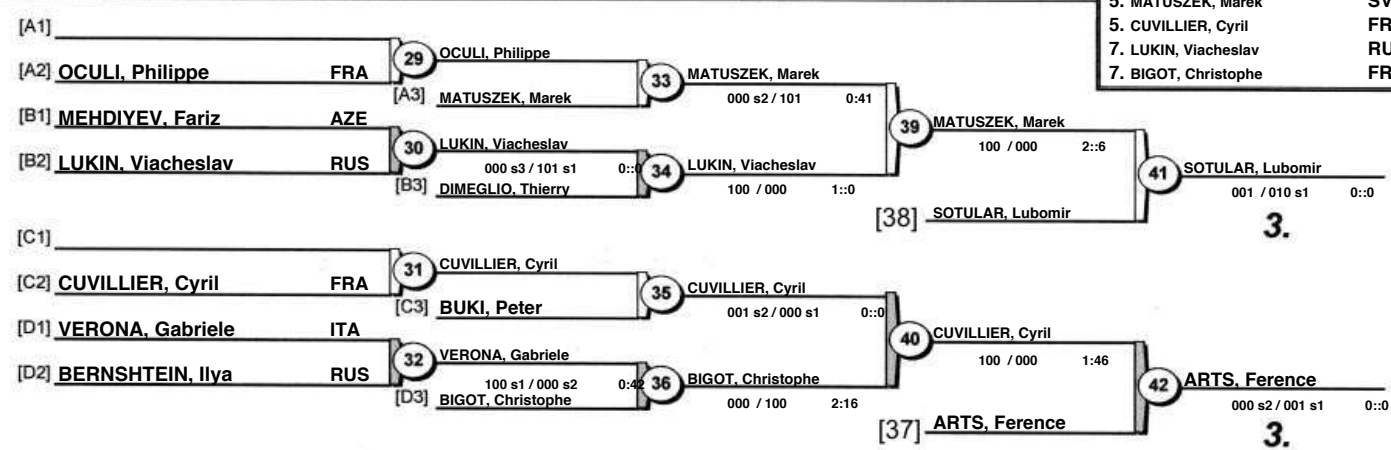 5. MATUSZEK, Marek SV
5. CUVILLIER, Cyril FR
7. LUKIN, Viacheslav RU
7. BIGOT, Christophe FR
[A1]
[A2] OCULI, Philippe FRA
29
OCULI, Philippe
[A3] MATUSZEK, Marek
33
MATUSZEK, Marek
000 s2 / 101 0:41
[B1] MEHDIYEV, Fariz AZE
[B2] LUKIN, Viacheslav RUS
30
LUKIN, Viacheslav
000 s3 / 101 s1 0::0
[B3] DIMEGLIO, Thierry
34
LUKIN, Viacheslav
100 / 000 1::0
39
MATUSZEK, Marek
100 / 000 2::6
[38] SOTULAR, Lubomir
41
SOTULAR, Lubomir
001 / 010 s1 0::0
3.
[C1]
[C2] CUVILLIER, Cyril FRA
31
CUVILLIER, Cyril
[C3] BUKI, Peter
35
CUVILLIER, Cyril
001 s2 / 000 s1 0::0
[D1] VERONA, Gabriele ITA
[D2] BERNSHTEIN, Ilya RUS
32
VERONA, Gabriele
100 s1 / 000 s2 0:42
[D3] BIGOT, Christophe
36
BIGOT, Christophe
000 / 100 2:16
40
CUVILLIER, Cyril
100 / 000 1:46
[37] ARTS, Ference
42
ARTS, Ference
000 s2 / 001 s1 0::0
3.